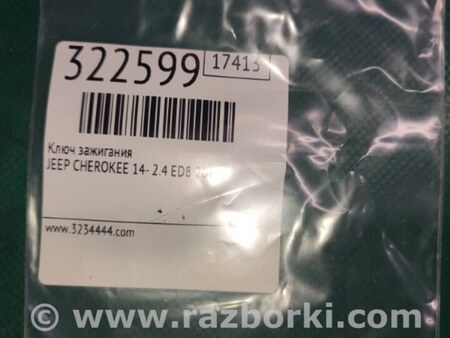 322599
17413
Ключ зажигания
JEEP CHEROKEE 14- 2.4 ED8
www.3234444.com
© www.razborki.com